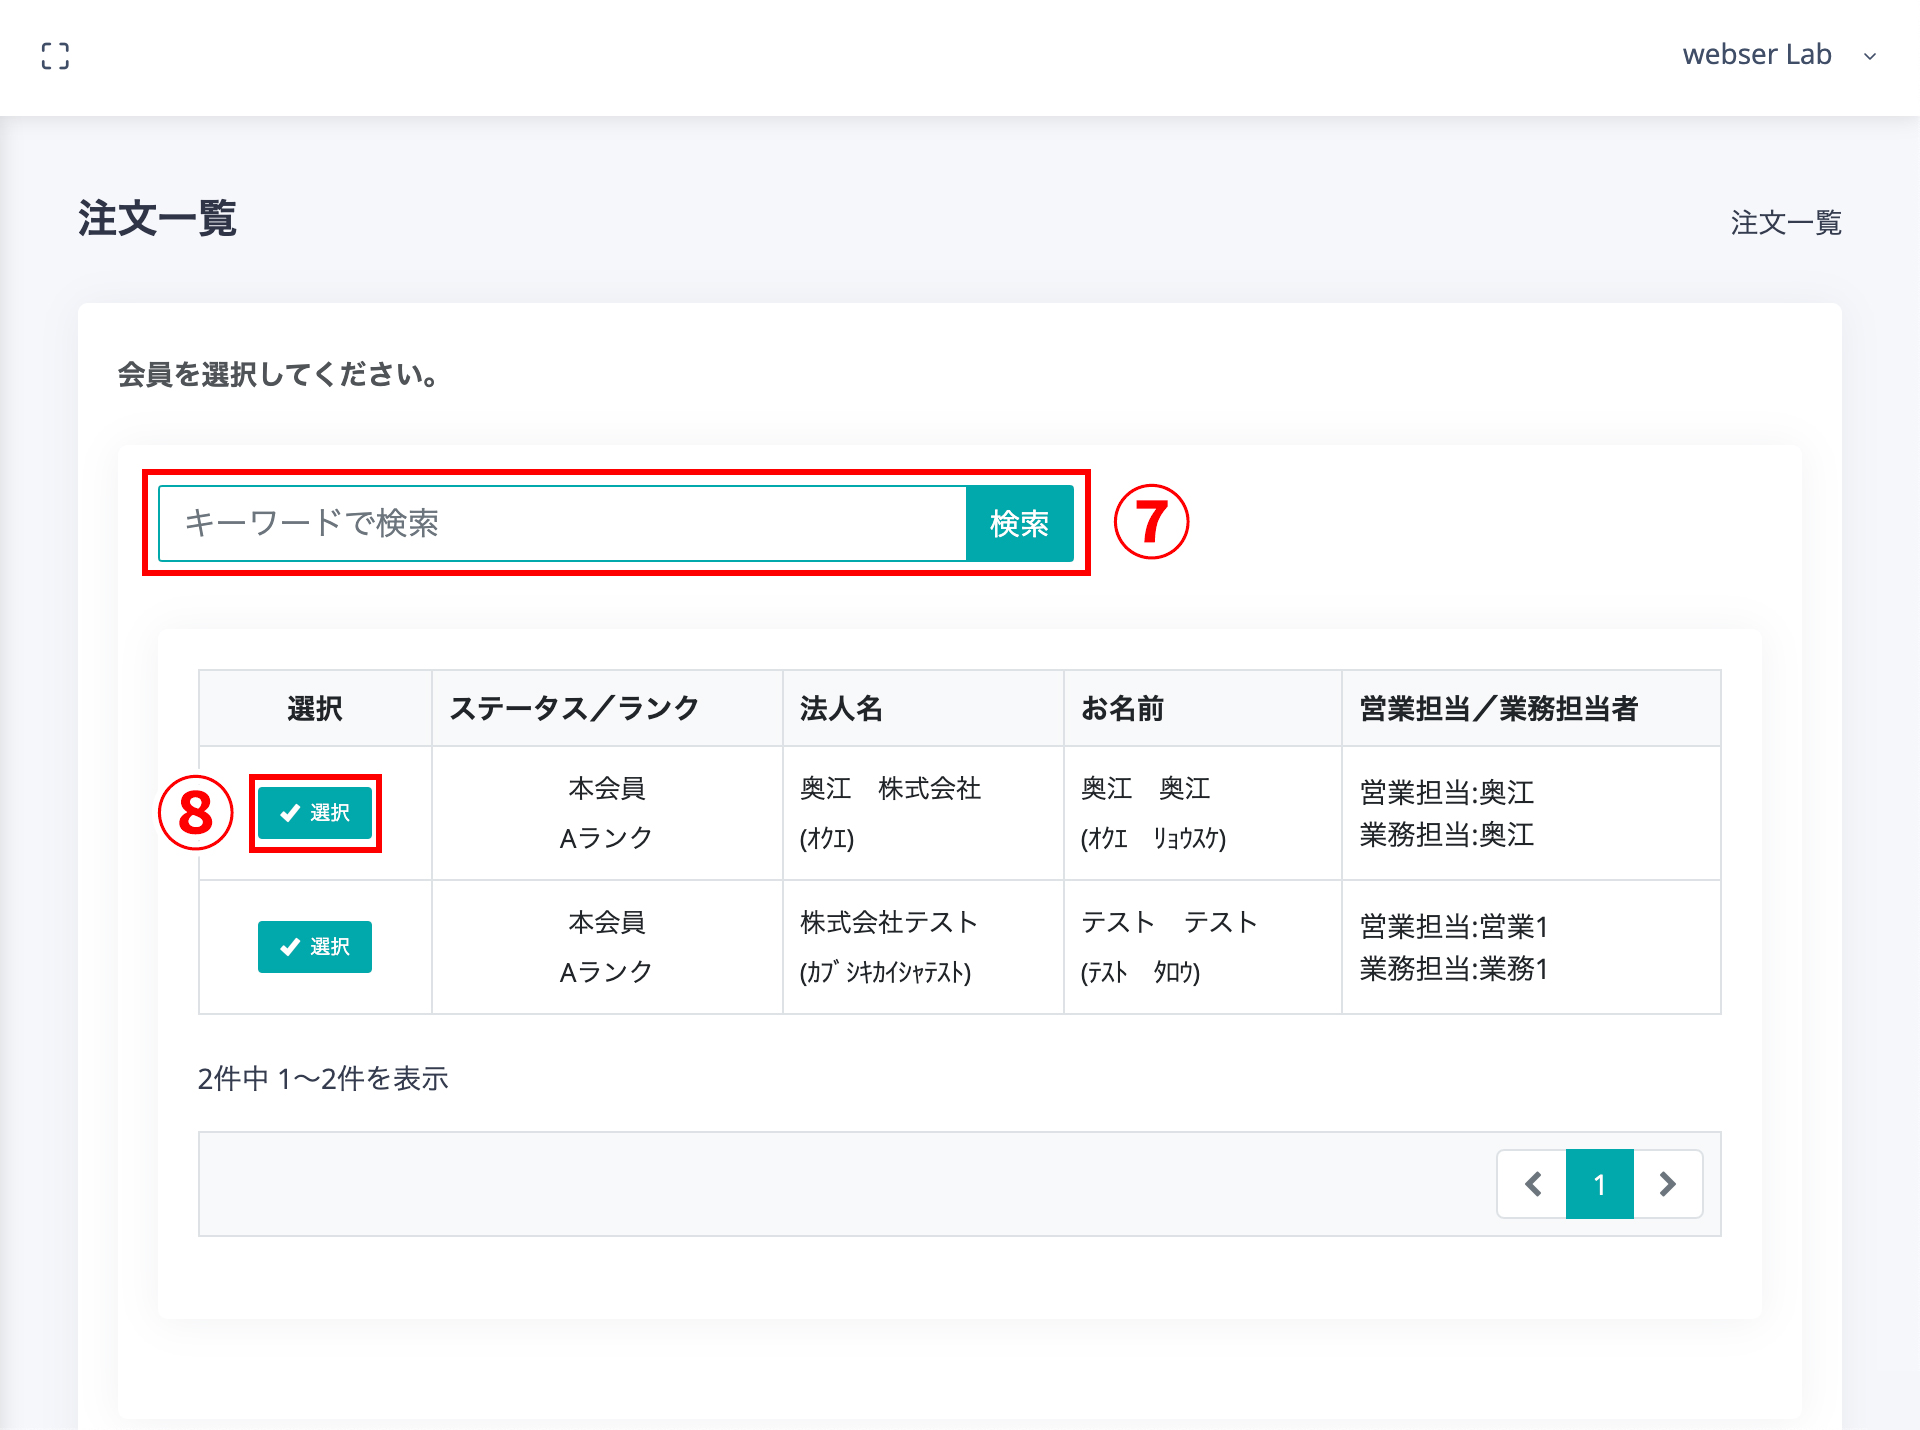 webser Lab
注文一覧
注文一覧
会員を選択してください。
キーワードで検索 検索 ⑦
選択 ステータス／ランク 法人名 お名前 営業担当／業務担当者
⑧ 選択 本会員 奥江　株式会社 奥江　奥江 営業担当:奥江
Aランク (ｵｸｴ) (ｵｸｴ　ﾘｮｳｽｹ) 業務担当:奥江
選択 本会員 株式会社テスト テスト　テスト 営業担当:営業1
Aランク (ｶﾌﾞｼｷｶｲｼｬﾃｽﾄ) (ﾃｽﾄ　ﾀﾛｳ) 業務担当:業務1
2件中 1〜2件を表示
1